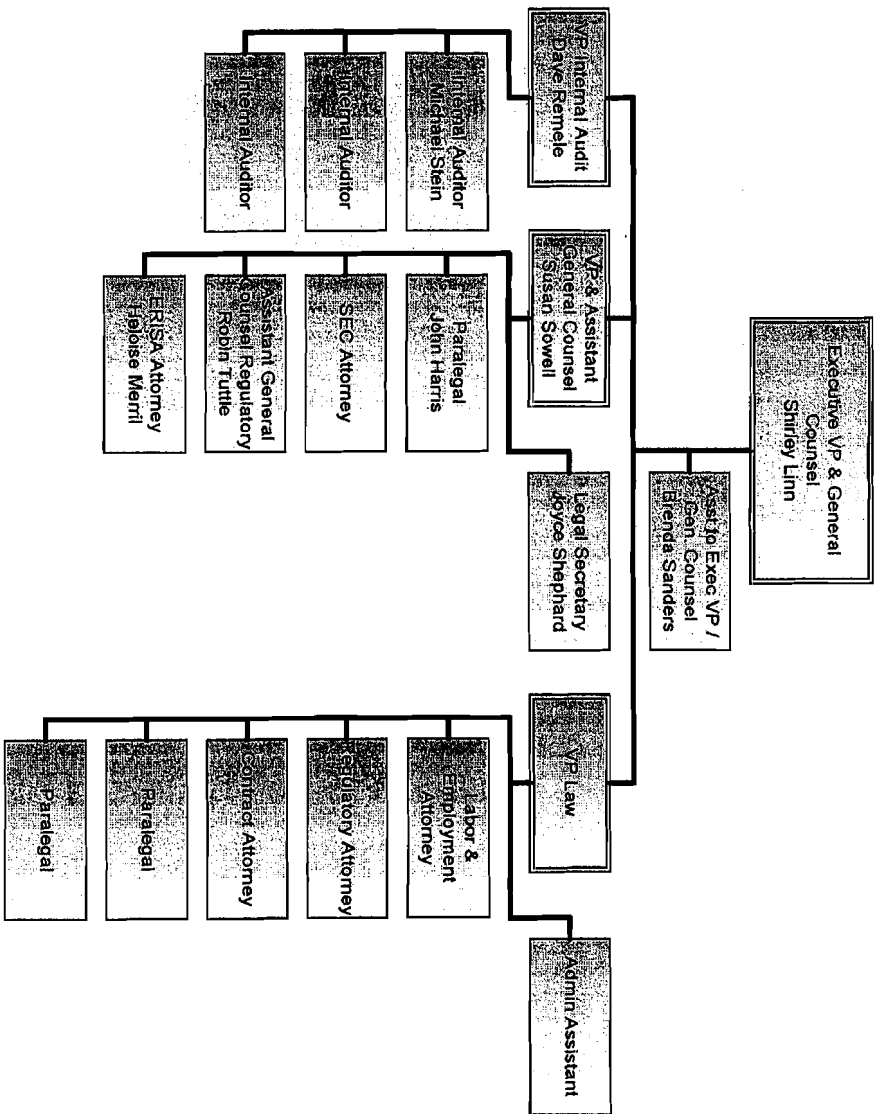 Executive VP & General
Counsel
Shirley Linn
Asst to Exec VP /
Gen. Counsel
Brenda Sanders
VP Internal Audit
Dave Remele
Internal Auditor
Michael Stein
Internal Auditor
Internal Auditor
VP & Assistant
General Counsel
Susan Sowell
Legal Secretary
Joyce Shephard
Paralegal
John Harris
SEC Attorney
Assistant General
Counsel Regulatory
Robin Tuttle
ERISA Attorney
Heloise Merril
VP Law
Admin Assistant
Labor &
Employment
Attorney
Regulatory Attorney
Contract Attorney
Paralegal
Paralegal